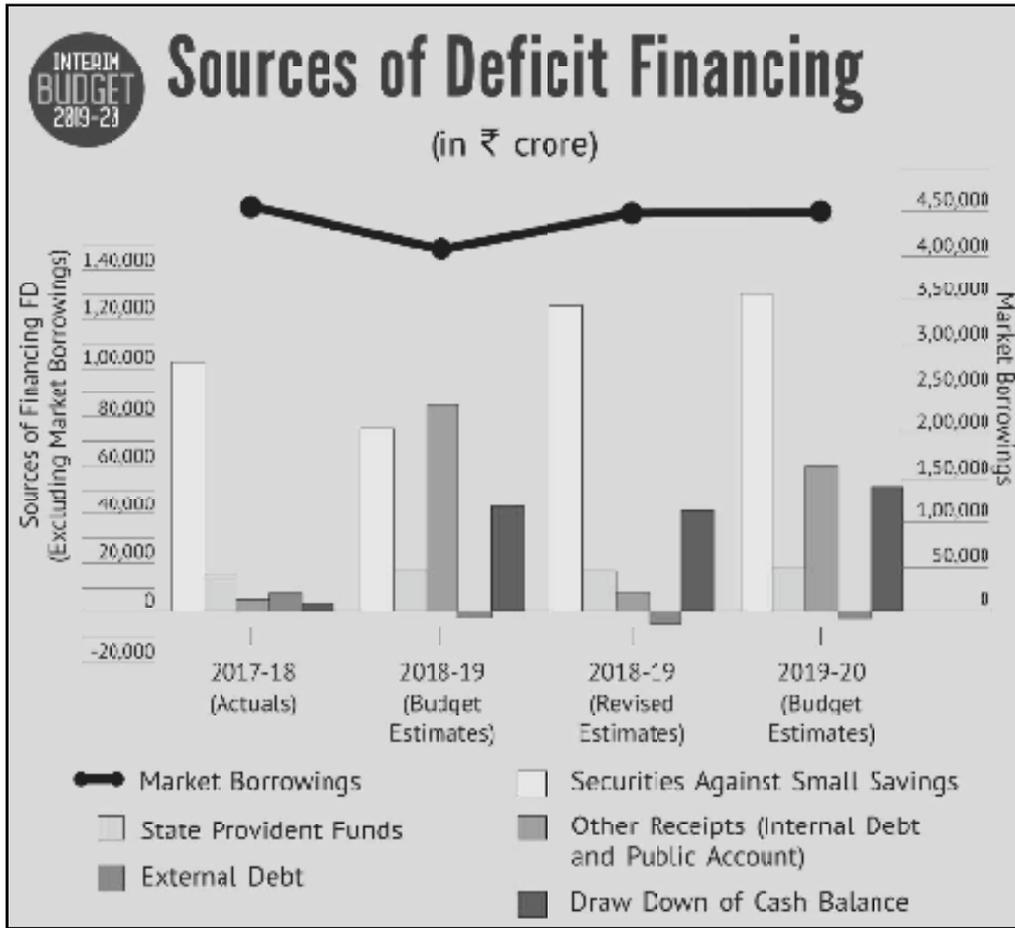 INTERIM
BUDGET
2019-20
Sources of Deficit Financing
(in ₹ crore)
Sources of Financing FD
(Excluding Market Borrowings)
1,40,000
1,20,000
1,00,000
80,000
60,000
40,000
20,000
0
-20,000
4,50,000
4,00,000
3,50,000
3,00,000
2,50,000
2,00,000
1,50,000
1,00,000
50,000
0
Market Borrowings
2017-18
(Actuals)
2018-19
(Budget
Estimates)
2018-19
(Revised
Estimates)
2019-20
(Budget
Estimates)
Market Borrowings
State Provident Funds
External Debt
Securities Against Small Savings
Other Receipts (Internal Debt
and Public Account)
Draw Down of Cash Balance